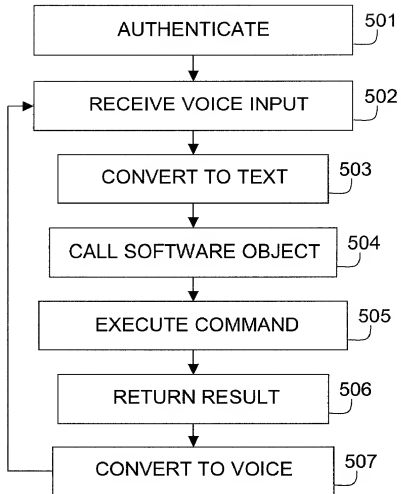 AUTHENTICATE 501
RECEIVE VOICE INPUT 502
CONVERT TO TEXT 503
CALL SOFTWARE OBJECT 504
EXECUTE COMMAND 505
RETURN RESULT 506
CONVERT TO VOICE 507